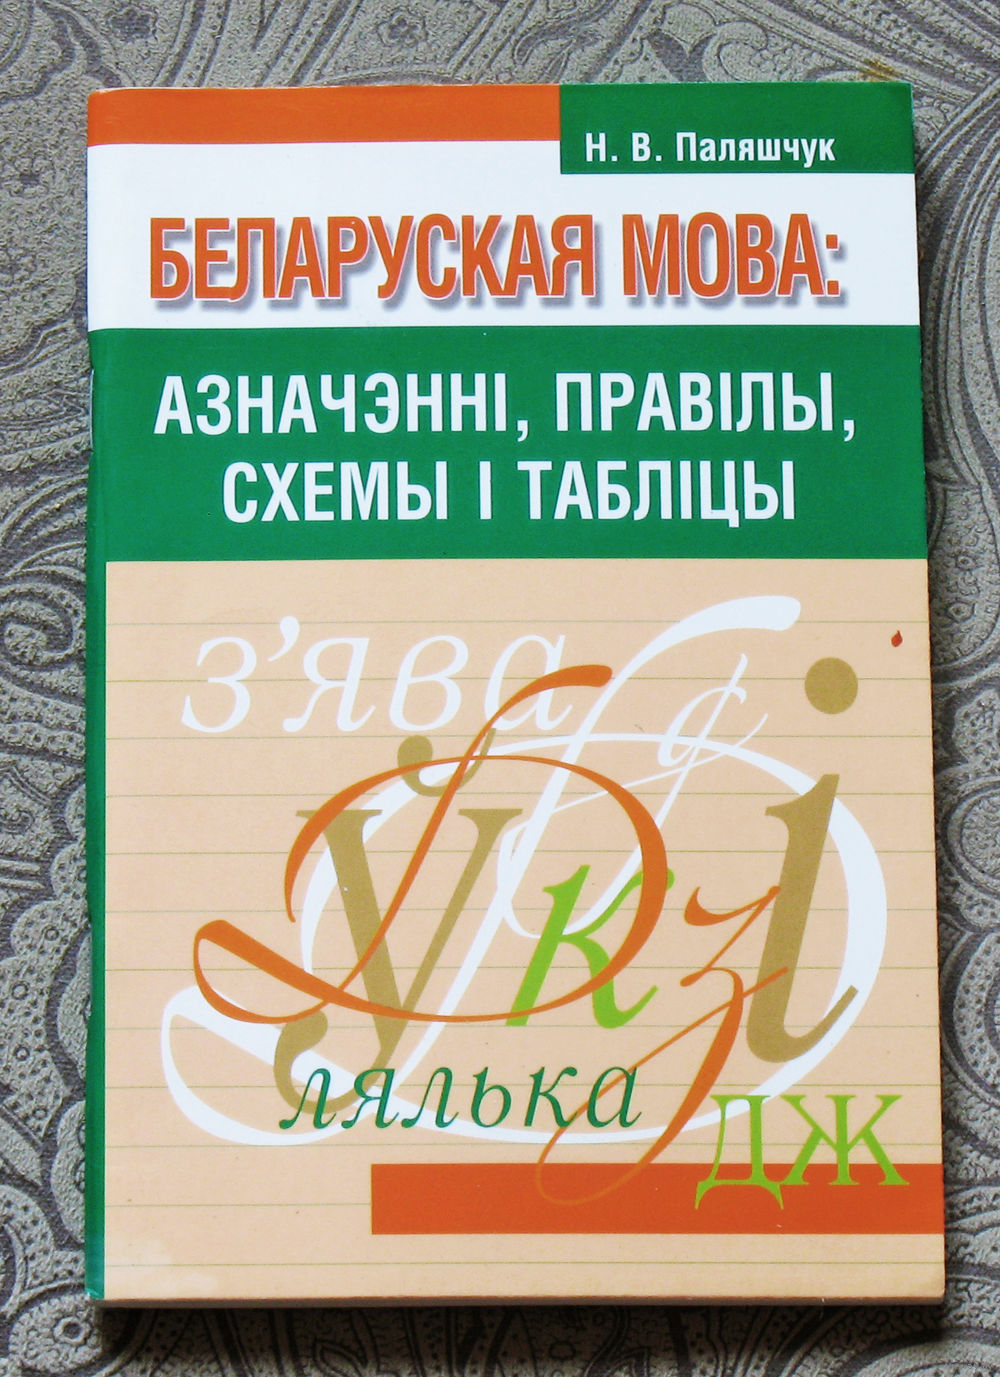 Н. В. Паляшчук
БЕЛАРУСКАЯ МОВА:
АЗНАЧЭННІ, ПРАВІЛЫ,
СХЕМЫ І ТАБЛІЦЫ
з’ява
ў
і
к
з
лялька
дж